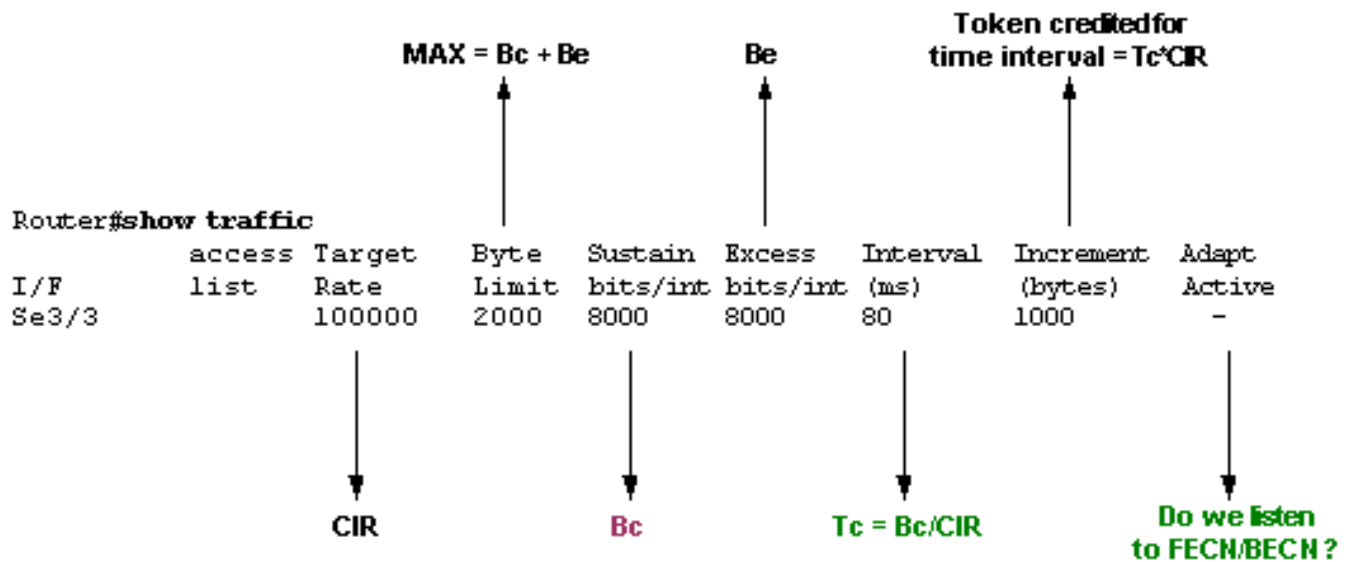 Token credited for
MAX = Bc + Be Be time interval = Tc*CIR
Router#show traffic
access Target Byte Sustain Excess Interval Increment Adapt
I/F list Rate Limit bits/int bits/int (ms) (bytes) Active
Se3/3 100000 2000 8000 8000 80 1000 -
CIR Bc Tc = Bc/CIR Do we listen
to FECN/BECN ?